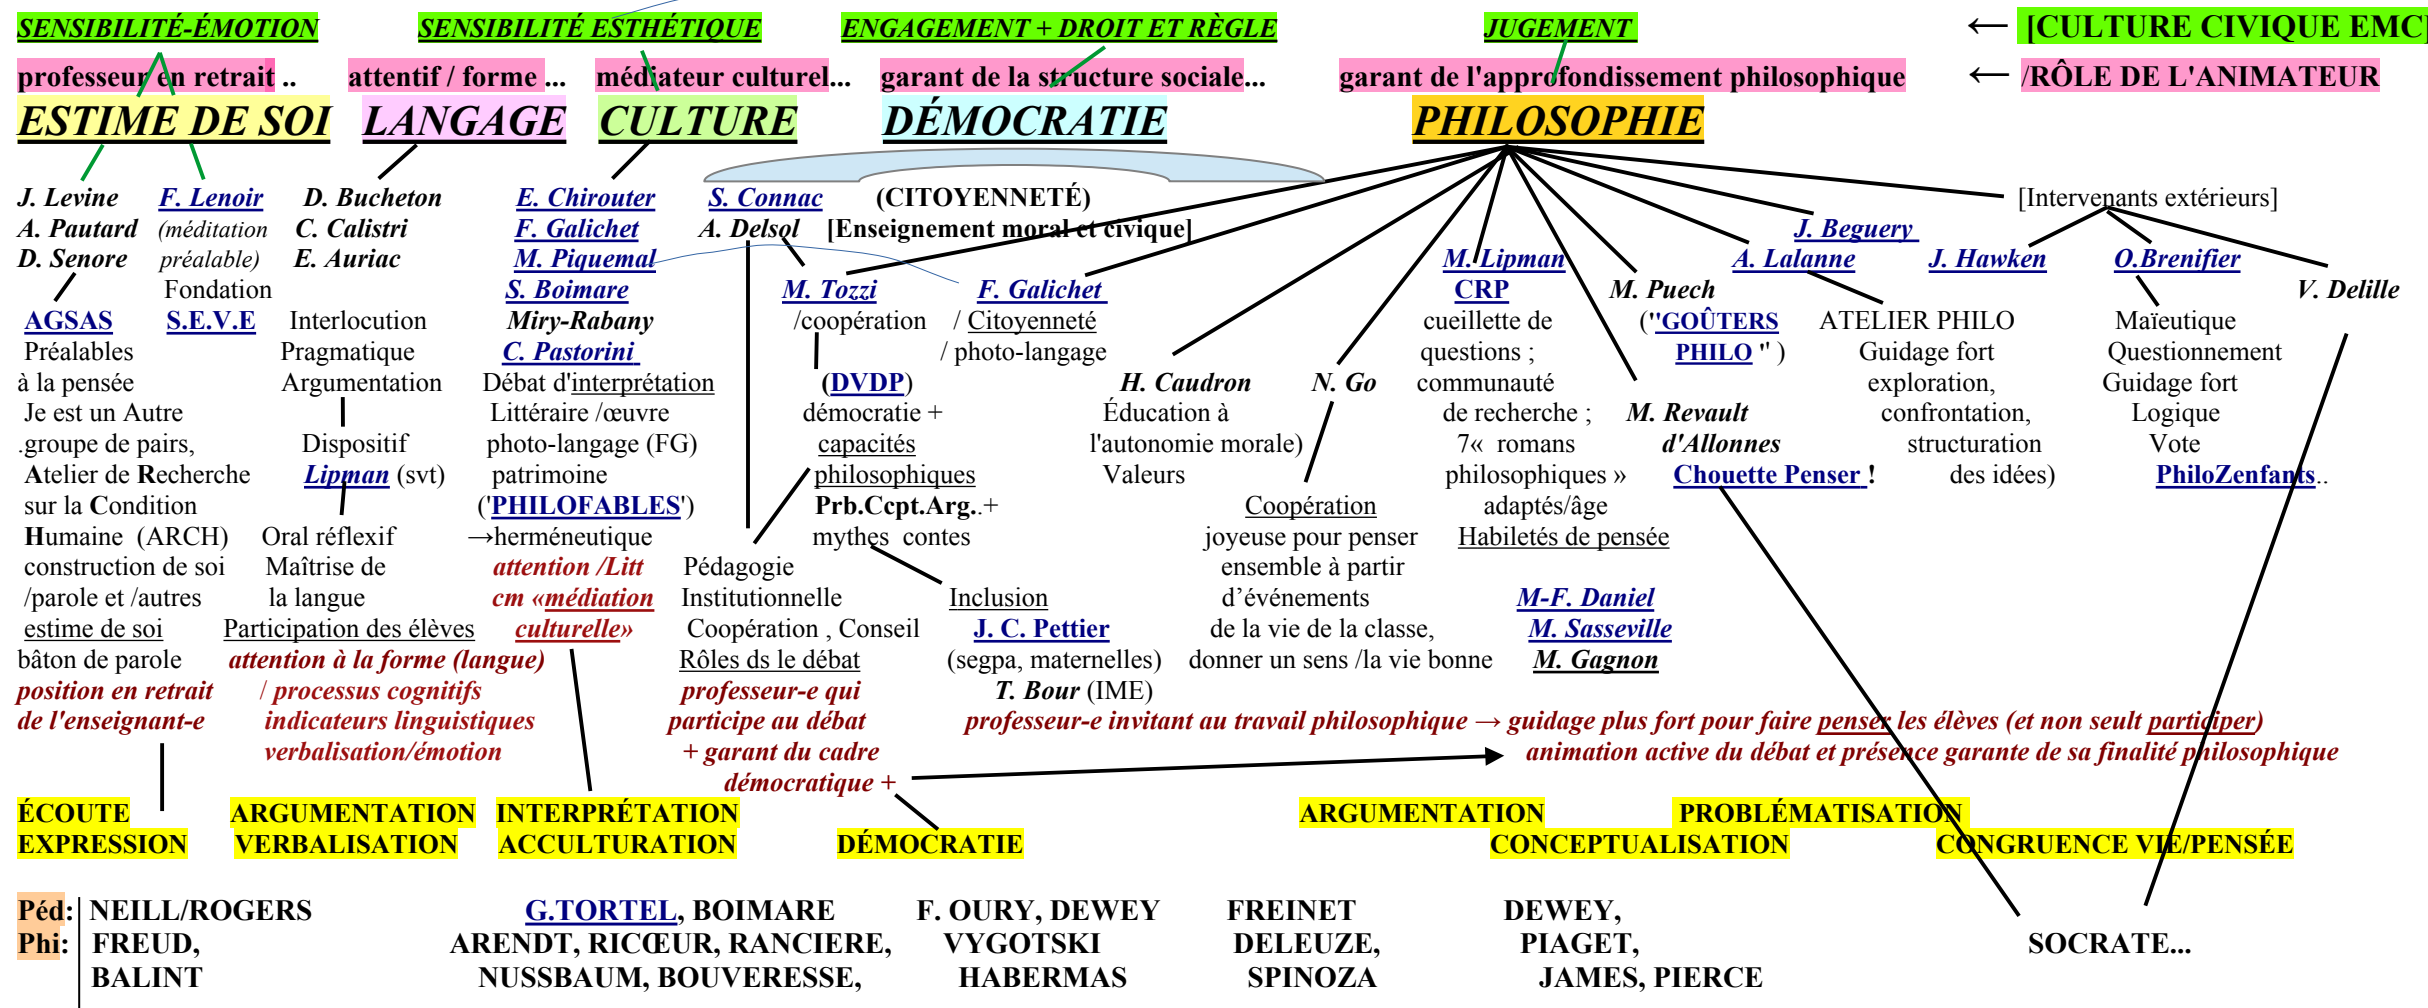 SENSIBILITÉ-ÉMOTION SENSIBILITÉ ESTHÉTIQUE ENGAGEMENT + DROIT ET RÈGLE JUGEMENT ← [CULTURE CIVIQUE EMC]
professeur en retrait .. attentif / forme ... médiateur culturel... garant de la structure sociale... garant de l'approfondissement philosophique ← /RÔLE DE L'ANIMATEUR
ESTIME DE SOI LANGAGE CULTURE DÉMOCRATIE PHILOSOPHIE
J. Levine
A. Pautard
D. Senore
AGSAS
Préalables
à la pensée
Je est un Autre
.groupe de pairs,
Atelier de Recherche
sur la Condition
Humaine (ARCH)
construction de soi
/parole et /autres
estime de soi
bâton de parole
position en retrait
de l'enseignant-e
F. Lenoir
(méditation
préalable)
Fondation
S.E.V.E
D. Bucheton
C. Calistri
E. Auriac
Interlocution
Pragmatique
Argumentation
Dispositif
Lipman (svt)
Oral réflexif
Maîtrise de
la langue
Participation des élèves
attention à la forme (langue)
/ processus cognitifs
indicateurs linguistiques
verbalisation/émotion
E. Chirouter
F. Galichet
M. Piquemal
S. Boimare
Miry-Rabany
C. Pastorini
Débat d'interprétation
Littéraire /œuvre
photo-langage (FG)
patrimoine
('PHILOFABLES')
→herméneutique
attention /Litt
cm «médiation
culturelle»
S. Connac (CITOYENNETÉ)
A. Delsol [Enseignement moral et civique]
M. Tozzi
/coopération
(DVDP)
démocratie +
capacités
philosophiques
Prb.Ccpt.Arg..+
mythes contes
Pédagogie
Institutionnelle
Coopération , Conseil
Rôles ds le débat
professeur-e qui
participe au débat
+ garant du cadre
démocratique +
F. Galichet
/ Citoyenneté
/ photo-langage
Inclusion
J. C. Pettier
(segpa, maternelles)
T. Bour (IME)
H. Caudron
Éducation à
l'autonomie morale)
Valeurs
N. Go
Coopération
joyeuse pour penser
ensemble à partir
d’événements
de la vie de la classe,
donner un sens /la vie bonne
M. Lipman
CRP
cueillette de
questions ;
communauté
de recherche ;
7« romans
philosophiques »
adaptés/âge
Habiletés de pensée
M-F. Daniel
M. Sasseville
M. Gagnon
M. Puech
("GOÛTERS
PHILO " )
M. Revault
d'Allonnes
Chouette Penser !
J. Beguery
A. Lalanne
ATELIER PHILO
Guidage fort
exploration,
confrontation,
structuration
des idées)
[Intervenants extérieurs]
J. Hawken
O.Brenifier
Maïeutique
Questionnement
Guidage fort
Logique
Vote
PhiloZenfants..
V. Delille
professeur-e invitant au travail philosophique → guidage plus fort pour faire penser les élèves (et non seult participer)
animation active du débat et présence garante de sa finalité philosophique
ÉCOUTE ARGUMENTATION INTERPRÉTATION ARGUMENTATION PROBLÉMATISATION
EXPRESSION VERBALISATION ACCULTURATION DÉMOCRATIE CONCEPTUALISATION CONGRUENCE VIE/PENSÉE
Péd: NEILL/ROGERS G.TORTEL, BOIMARE F. OURY, DEWEY FREINET DEWEY,
Phi: FREUD, ARENDT, RICŒUR, RANCIERE, VYGOTSKI DELEUZE, PIAGET, SOCRATE...
BALINT NUSSBAUM, BOUVERESSE, HABERMAS SPINOZA JAMES, PIERCE